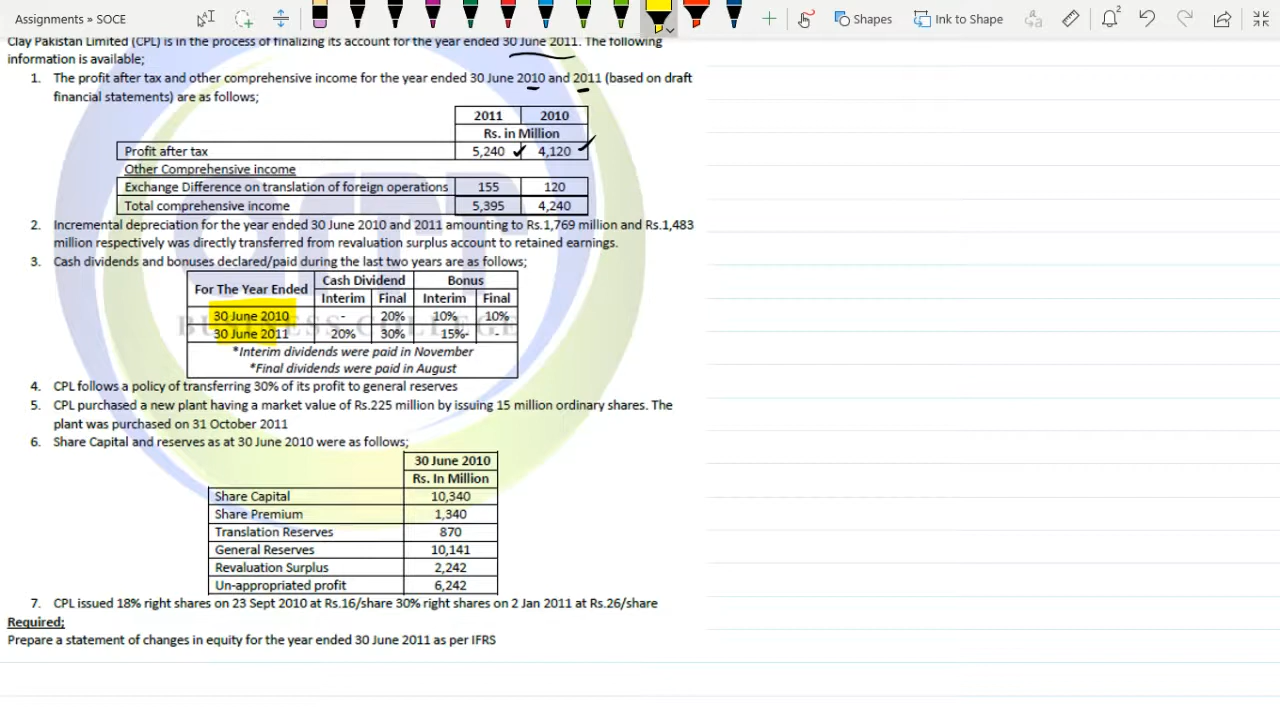 Assignments » SOCE
Shapes
Ink to Shape
2
Clay Pakistan Limited (CPL) is in the process of finalizing its account for the year ended 30 June 2011. The following
information is available;
1. The profit after tax and other comprehensive income for the year ended 30 June 2010 and 2011 (based on draft
financial statements) are as follows;
2011 2010
Rs. in Million
Profit after tax 5,240 4,120
Other Comprehensive income
Exchange Difference on translation of foreign operations 155 120
Total comprehensive income 5,395 4,240
2. Incremental depreciation for the year ended 30 June 2010 and 2011 amounting to Rs.1,769 million and Rs.1,483
million respectively was directly transferred from revaluation surplus account to retained earnings.
3. Cash dividends and bonuses declared/paid during the last two years are as follows;
For The Year Ended Cash Dividend Bonus
Interim Final Interim Final
30 June 2010 - 20% 10% 10%
30 June 2011 20% 30% 15%- -
*Interim dividends were paid in November
*Final dividends were paid in August
4. CPL follows a policy of transferring 30% of its profit to general reserves
5. CPL purchased a new plant having a market value of Rs.225 million by issuing 15 million ordinary shares. The
plant was purchased on 31 October 2011
6. Share Capital and reserves as at 30 June 2010 were as follows;
30 June 2010
Rs. In Million
Share Capital 10,340
Share Premium 1,340
Translation Reserves 870
General Reserves 10,141
Revaluation Surplus 2,242
Un-appropriated profit 6,242
7. CPL issued 18% right shares on 23 Sept 2010 at Rs.16/share 30% right shares on 2 Jan 2011 at Rs.26/share
Required;
Prepare a statement of changes in equity for the year ended 30 June 2011 as per IFRS